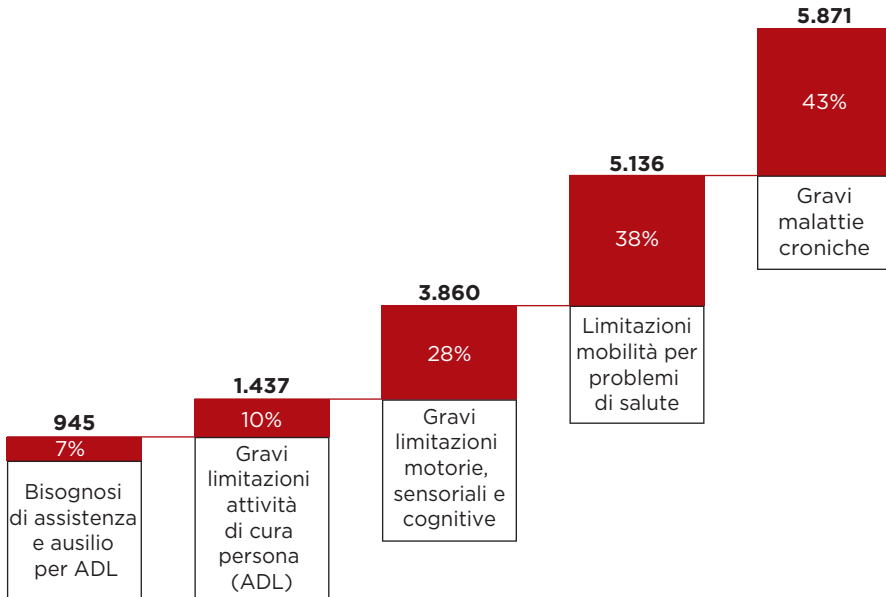 945
7%
Bisognosi
di assistenza
e ausilio
per ADL
1.437
10%
Gravi
limitazioni
attività
di cura
persona
(ADL)
3.860
28%
Gravi
limitazioni
motorie,
sensoriali e
cognitive
5.136
38%
Limitazioni
mobilità per
problemi
di salute
5.871
43%
Gravi
malattie
croniche